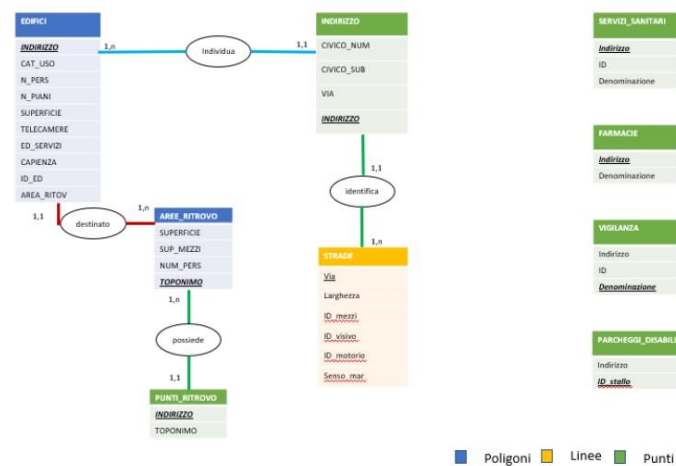 EDIFICI
INDIRIZZO
CAT_USO
N_PERS
N_PIANI
SUPERFICIE
TELECAMERE
ED_SERVIZI
CAPIENZA
ID_ED
AREA_RITOV
1,n
Individua
1,1
INDIRIZZO
CIVICO_NUM
CIVICO_SUB
VIA
INDIRIZZO
1,1
identifica
1,n
STRADE
Via
Larghezza
ID_mezzi
ID_visivo
ID_motorio
Senso_mar
1,1
destinato
1,n
AREE_RITROVO
SUPERFICIE
SUP_MEZZI
NUM_PERS
TOPONIMO
1,n
possiede
1,1
PUNTI_RITROVO
INDIRIZZO
TOPONIMO
SERVIZI_SANITARI
Indirizzo
ID
Denominazione
FARMACIE
Indirizzo
Denominazione
VIGILANZA
Indirizzo
ID
Denominazione
PARCHEGGI_DISABILI
Indirizzo
ID_stallo
Poligoni Linee Punti